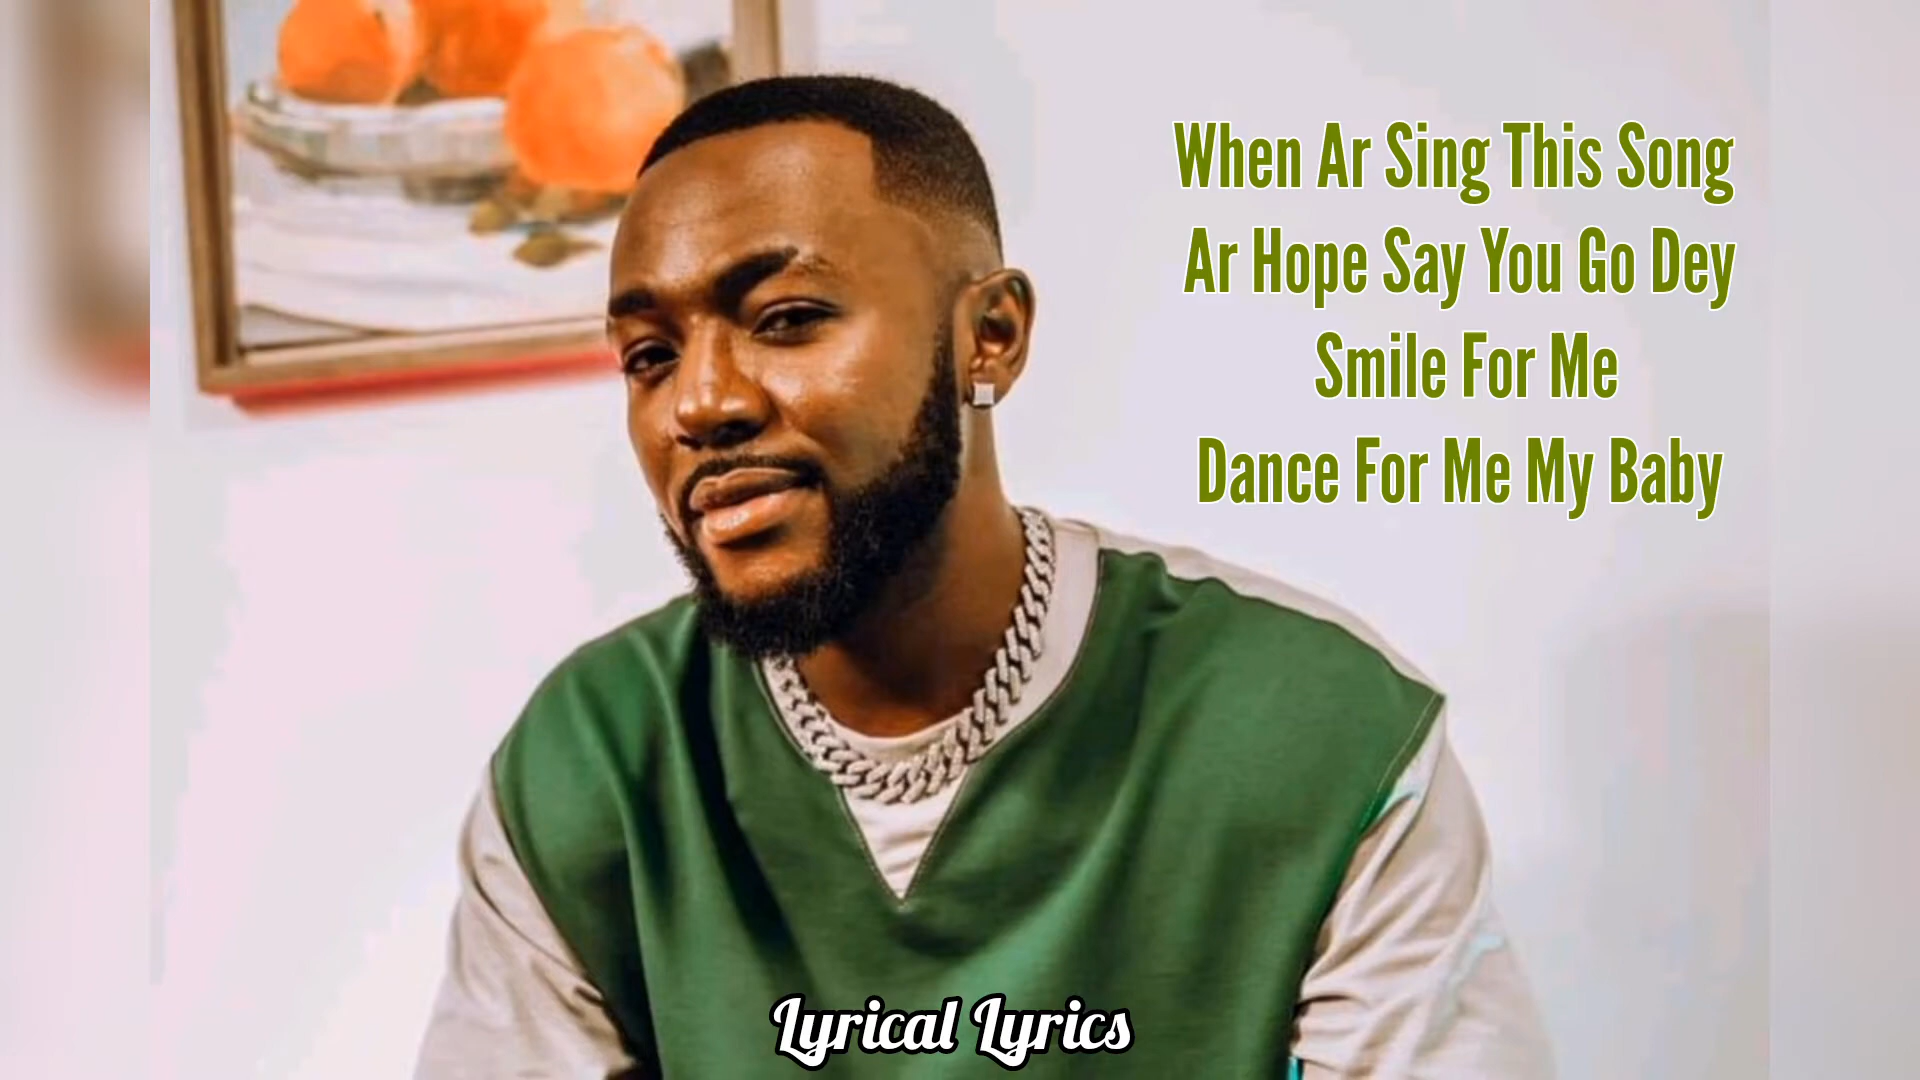 When Ar Sing This Song
Ar Hope Say You Go Dey
Smile For Me
Dance For Me My Baby
Lyrical Lyrics